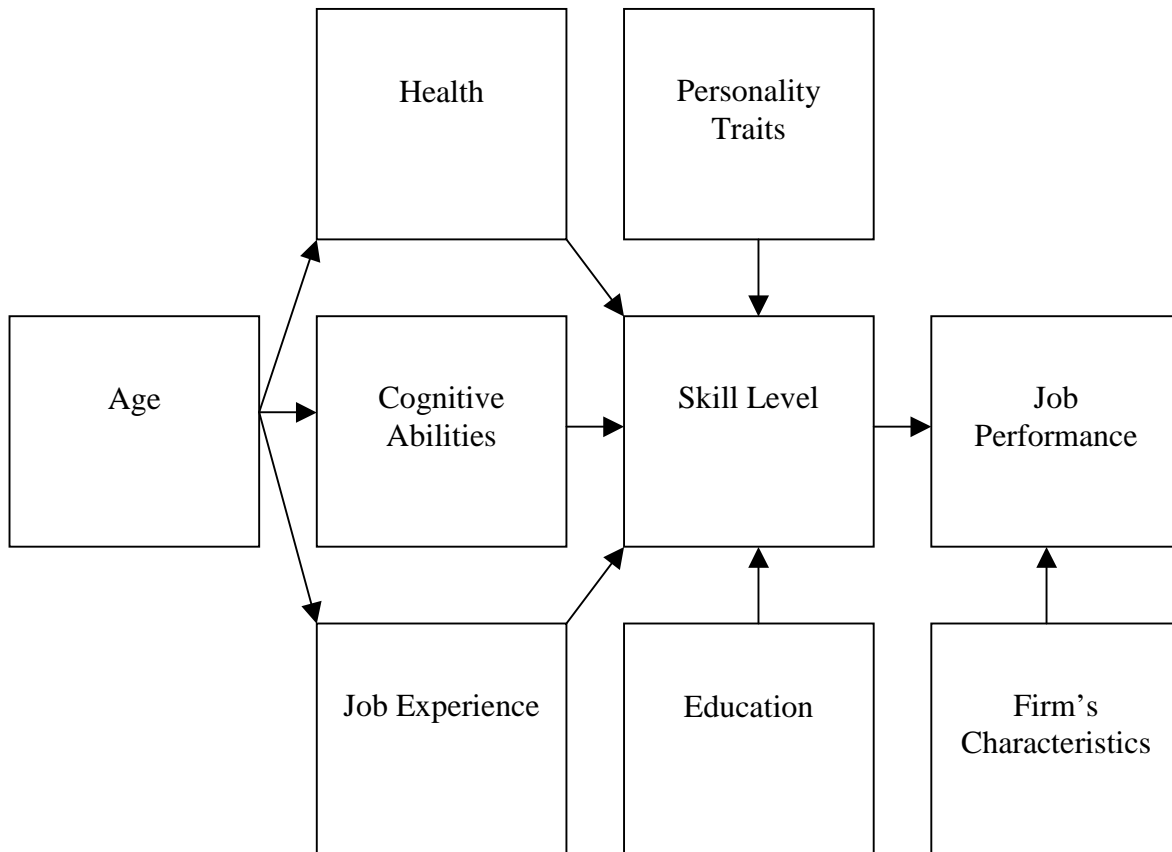 Health
Personality
Traits
Age
Cognitive
Abilities
Skill Level
Job
Performance
Job Experience
Education
Firm’s
Characteristics